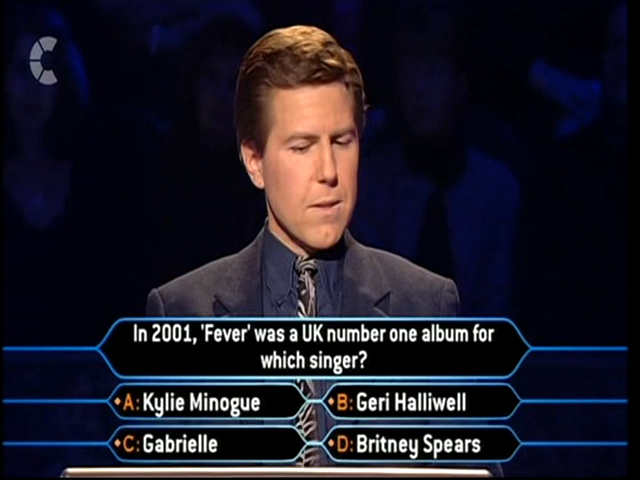 In 2001, 'Fever' was a UK number one album for
which singer?
A: Kylie Minogue
B: Geri Halliwell
C: Gabrielle
D: Britney Spears